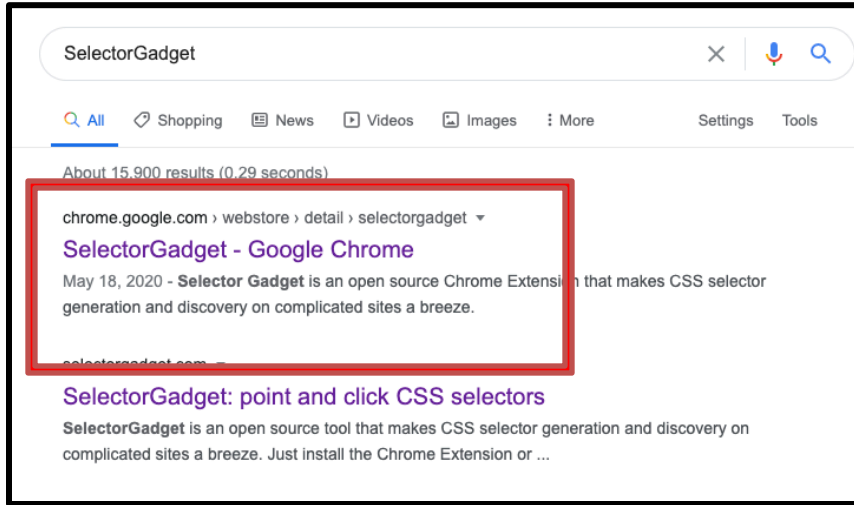 SelectorGadget
All Shopping News Videos Images More Settings Tools
About 15,900 results (0.29 seconds)
chrome.google.com › webstore › detail › selectorgadget
SelectorGadget - Google Chrome
May 18, 2020 - Selector Gadget is an open source Chrome Extension that makes CSS selector
generation and discovery on complicated sites a breeze.
selectorgadget.com
SelectorGadget: point and click CSS selectors
SelectorGadget is an open source tool that makes CSS selector generation and discovery on
complicated sites a breeze. Just install the Chrome Extension or ...